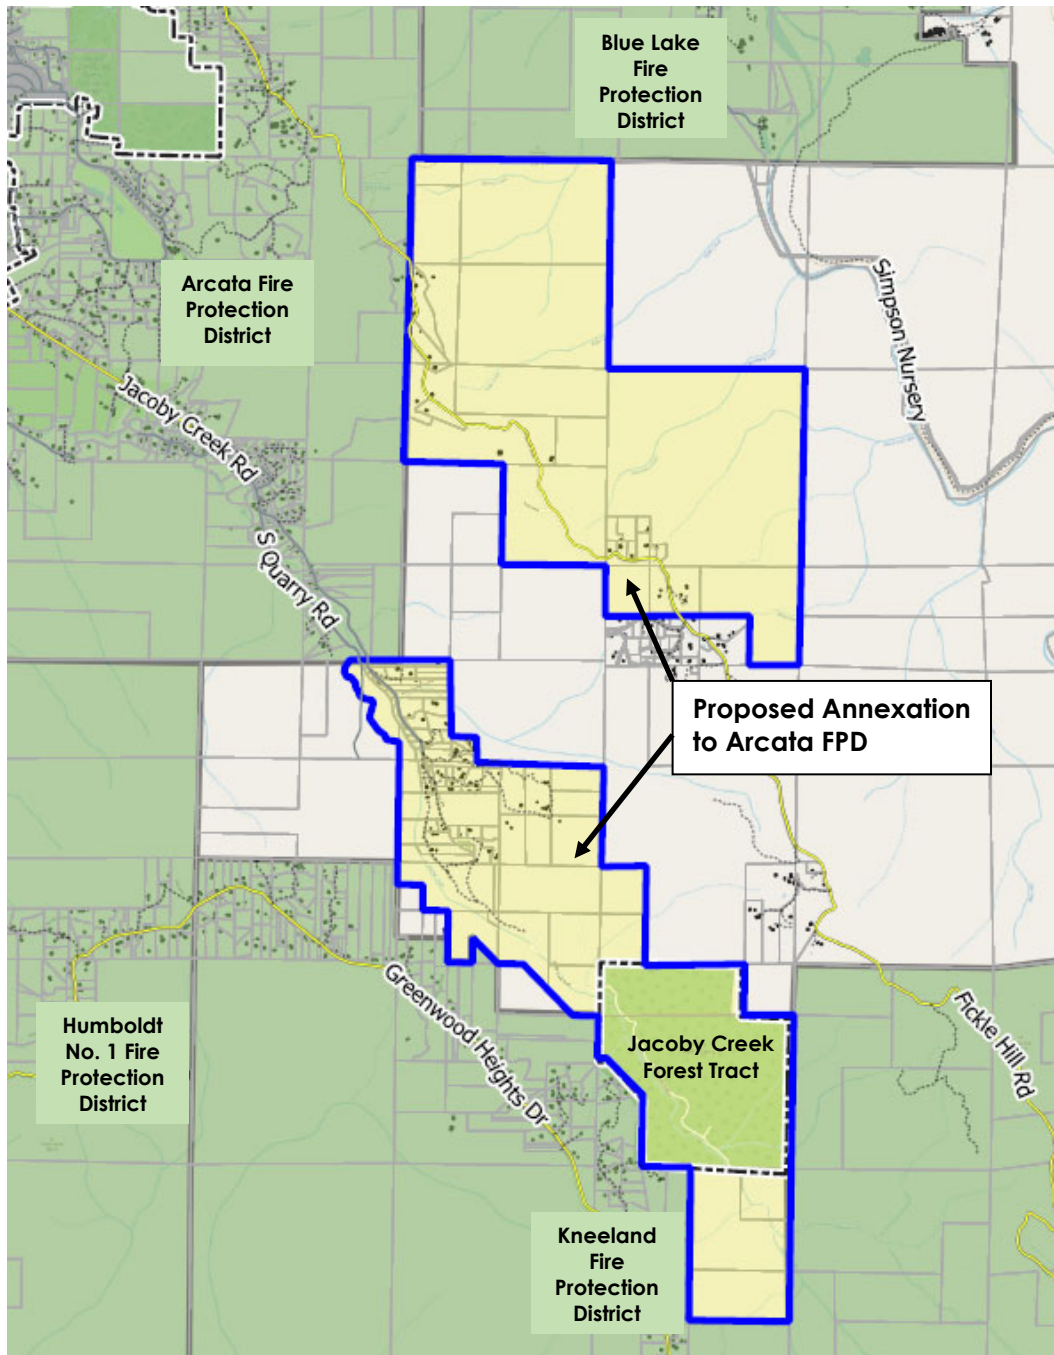 Blue Lake
Fire
Protection
District
Arcata Fire
Protection
District
Simpson Nursery
Jacoby Creek Rd
S Quarry Rd
Proposed Annexation
to Arcata FPD
Greenwood Heights Dr
Fickle Hill Rd
Humboldt
No. 1 Fire
Protection
District
Jacoby Creek
Forest Tract
Kneeland
Fire
Protection
District